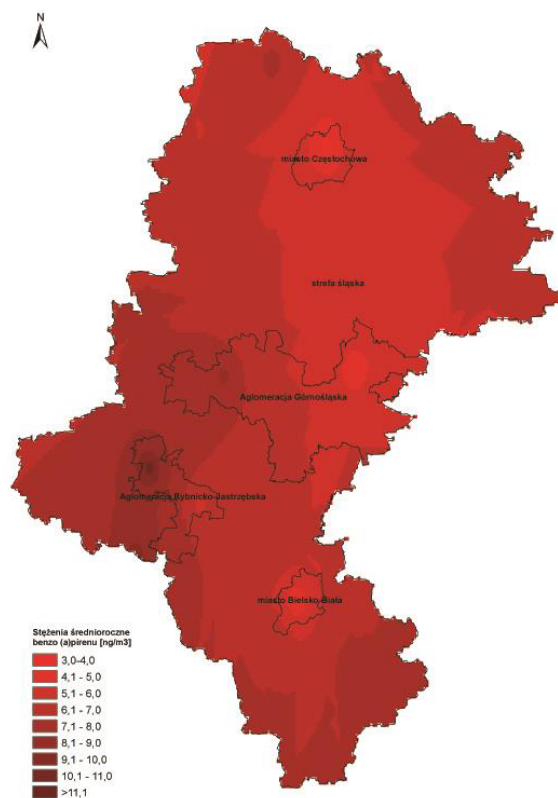 N
miasto Częstochowa
strefa śląska
Aglomeracja Górnośląska
Aglomeracja Rybnicko-Jastrzębska
miasto Bielsko-Biała
Stężenia średnioroczne
benzo (a)pirenu [ng/m3]
3,0-4,0
4,1 - 5,0
5,1 - 6,0
6,1 - 7,0
7,1 - 8,0
8,1 - 9,0
9,1 - 10,0
10,1 - 11,0
>11,1